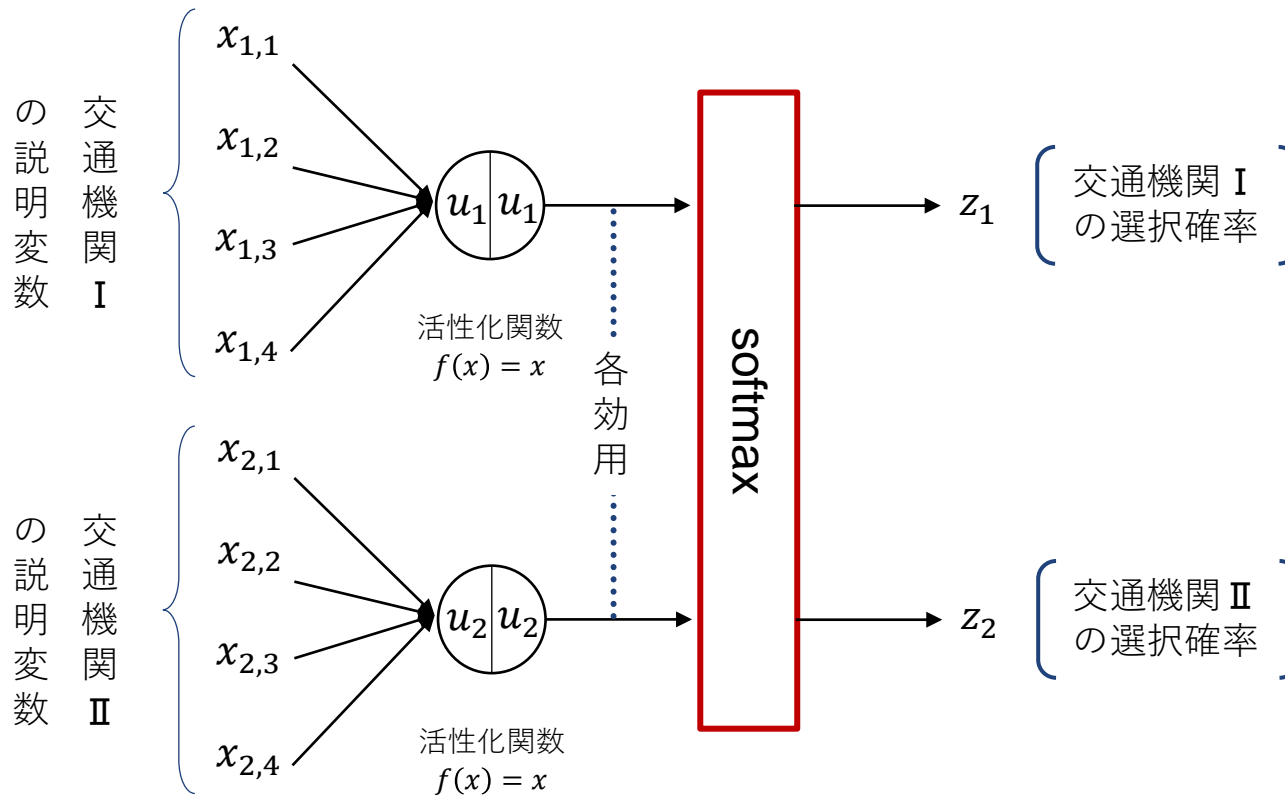 交通機関Ⅰ
の説明変数
x_{1,1}
x_{1,2}
x_{1,3}
x_{1,4}
u_1 u_1
活性化関数
f(x) = x
交通機関Ⅱ
の説明変数
x_{2,1}
x_{2,2}
x_{2,3}
x_{2,4}
u_2 u_2
活性化関数
f(x) = x
各効用
softmax
z_1
交通機関Ⅰ
の選択確率
z_2
交通機関Ⅱ
の選択確率